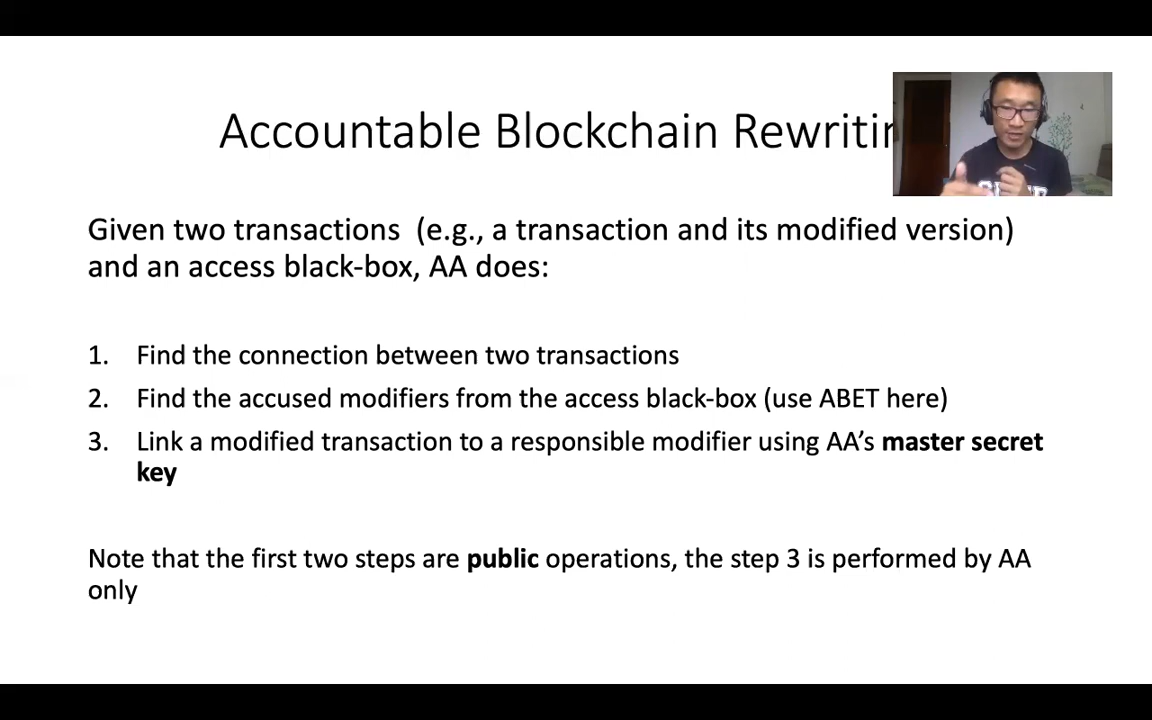 Accountable Blockchain
Given two transactions (e.g., a transaction and its modified version)
and an access black-box, AA does:
1. Find the connection between two transactions
2. Find the accused modifiers from the access black-box (use ABET here)
3. Link a modified transaction to a responsible modifier using AA’s master secret
key
Note that the first two steps are public operations, the step 3 is performed by AA
only